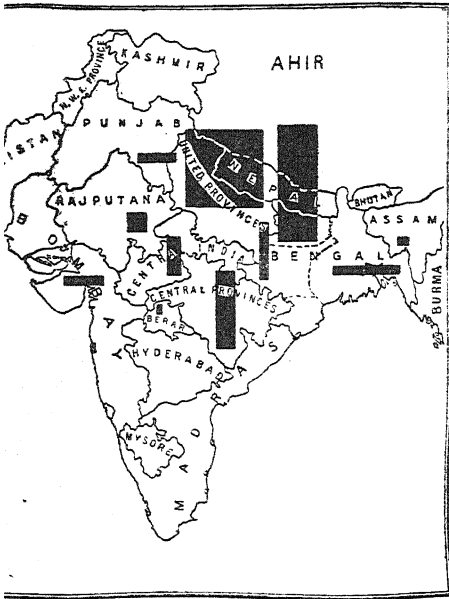 AHIR
KASHMIR
N.W.F. PROVINCE
PUNJAB
ISTAN
UNITED PROVINCES
NEPAL
BHUTAN
RAJPUTANA
ASSAM
BOMBAY
CENTRAL INDIA
BENGAL
BURMA
CENTRAL PROVINCES
BERAR
HYDERABAD
MADRAS
MYSORE